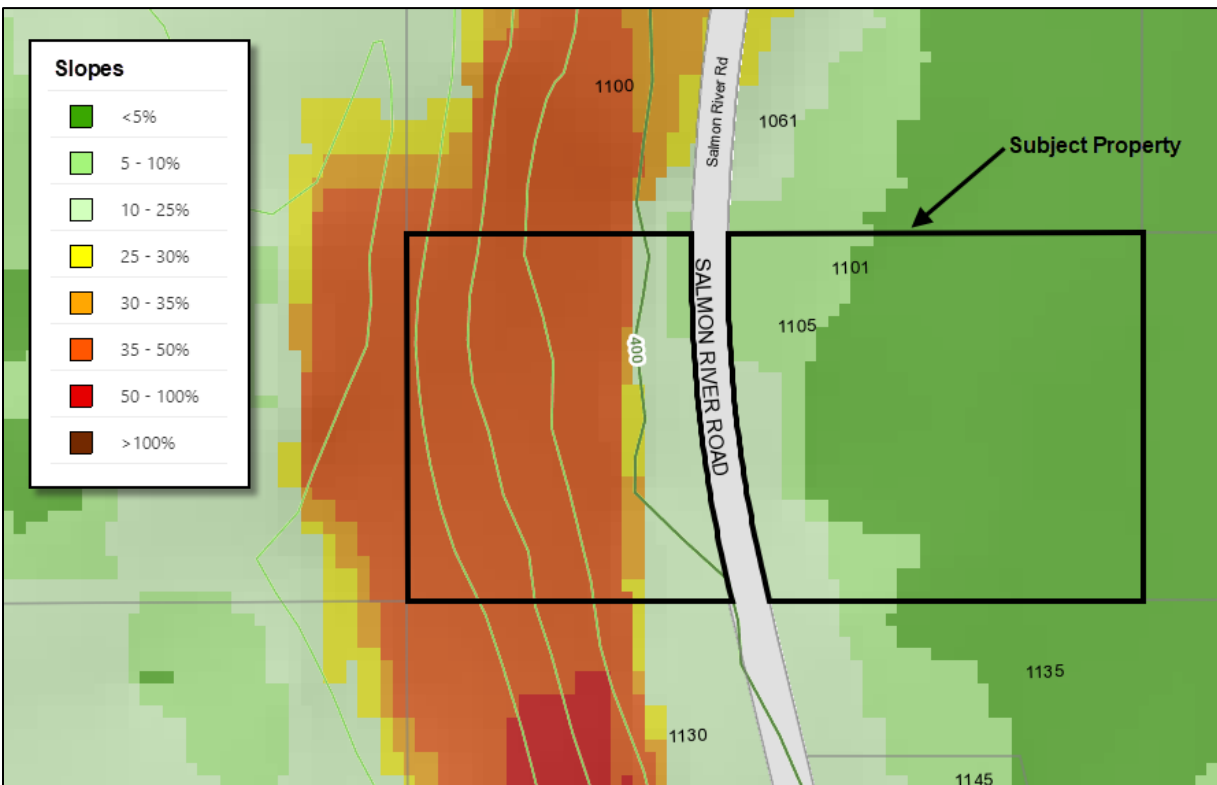 Slopes
<5%
5 - 10%
10 - 25%
25 - 30%
30 - 35%
35 - 50%
50 - 100%
>100%
1100
Salmon River Rd
1061
Subject Property
1101
1105
400
SALMON RIVER ROAD
1135
1130
1145